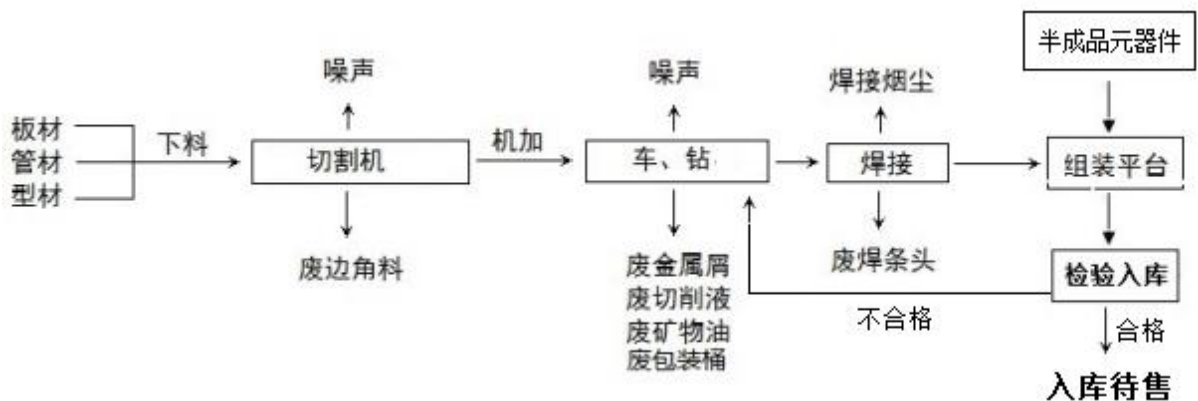 半成品元器件
噪声
噪声
焊接烟尘
板材
管材
型材
下料
切割机
机加
车、钻
焊接
组装平台
废边角料
废金属屑
废切削液
废矿物油
废包装桶
废焊条头
检验入库
不合格
合格
入库待售